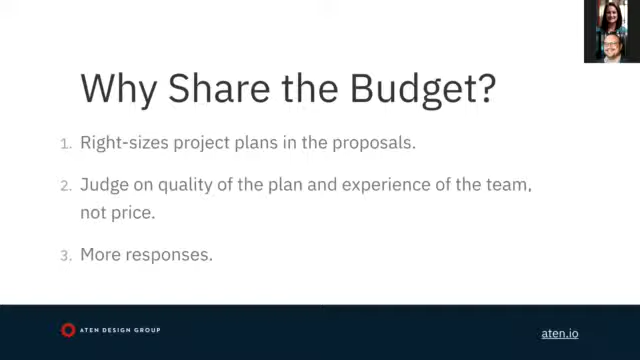 Why Share the Budget?
1. Right-sizes project plans in the proposals.
2. Judge on quality of the plan and experience of the team,
not price.
3. More responses.
ATEN DESIGN GROUP
aten.io